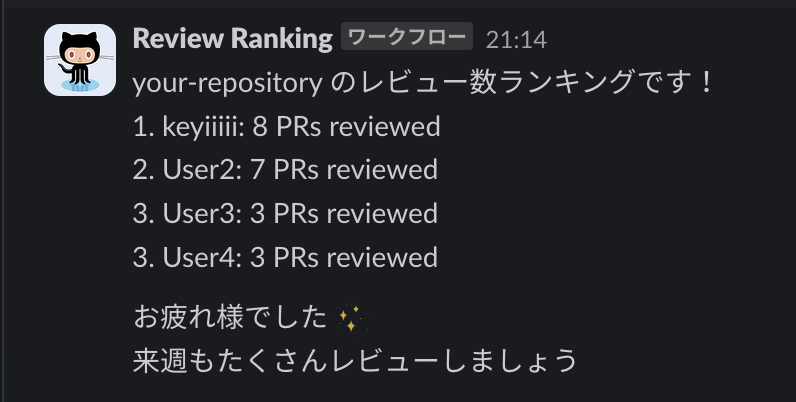 Review Ranking ワークフロー 21:14
your-repository のレビュー数ランキングです！
1. keyiiiii: 8 PRs reviewed
2. User2: 7 PRs reviewed
3. User3: 3 PRs reviewed
3. User4: 3 PRs reviewed
お疲れ様でした ✨
来週もたくさんレビューしましょう